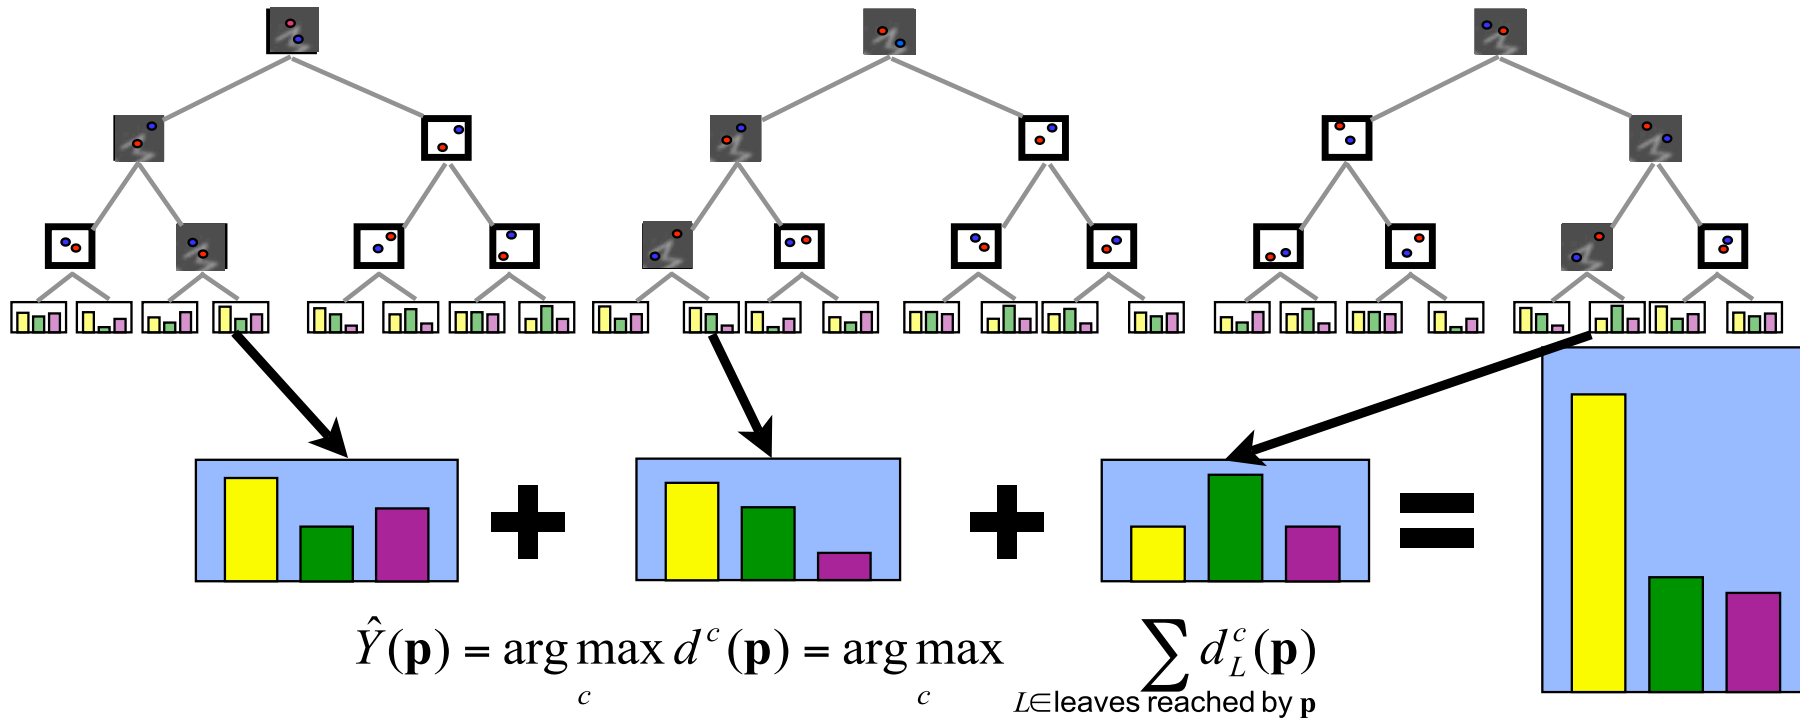 Ŷ(p) = arg max d^c(p) = arg max ∑ d_L^c(p)
c c L∈leaves reached by p